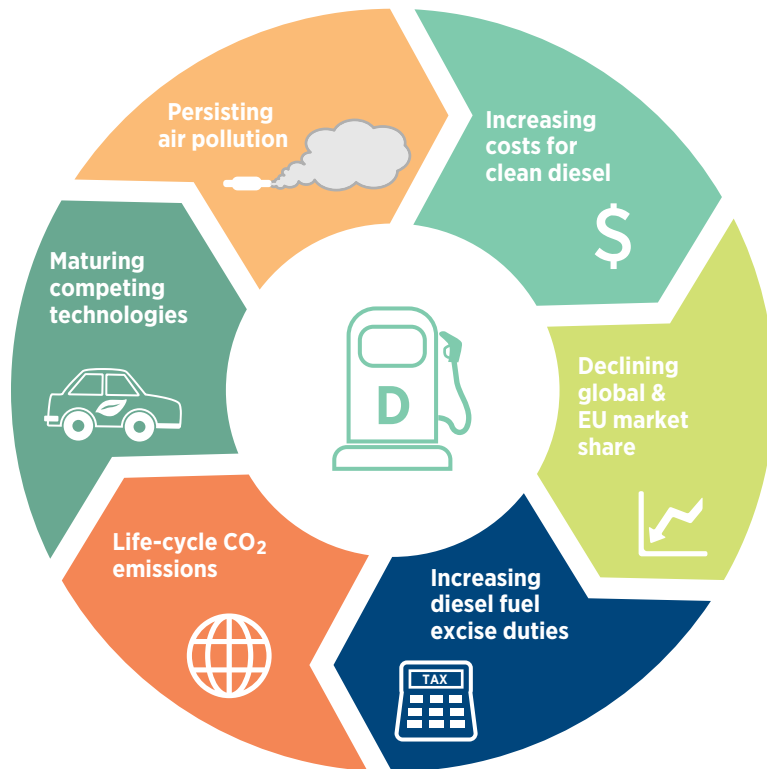 Persisting
air pollution
Increasing
costs for
clean diesel
$
Declining
global &
EU market
share
Increasing
diesel fuel
excise duties
TAX
Life-cycle CO₂
emissions
Maturing
competing
technologies
D